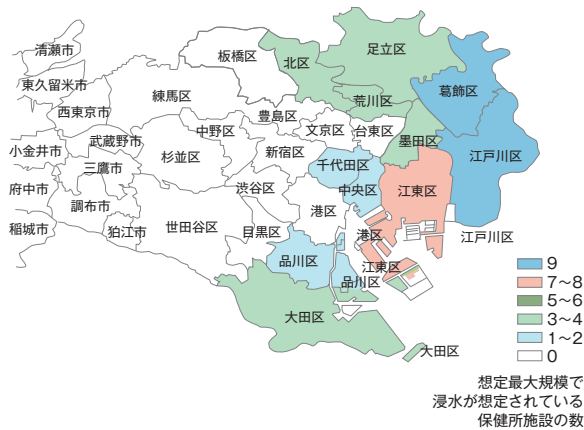 清瀬市
東久留米市
西東京市
小金井市
武蔵野市
三鷹市
府中市
調布市
稲城市
狛江市
板橋区
練馬区
中野区
杉並区
世田谷区
北区
豊島区
文京区
新宿区
渋谷区
目黒区
港区
足立区
荒川区
台東区
千代田区
中央区
墨田区
葛飾区
江戸川区
江東区
港区
江東区
品川区
品川区
大田区
大田区
江戸川区
9
7～8
5～6
3～4
1～2
0
想定最大規模で
浸水が想定されている
保健所施設の数